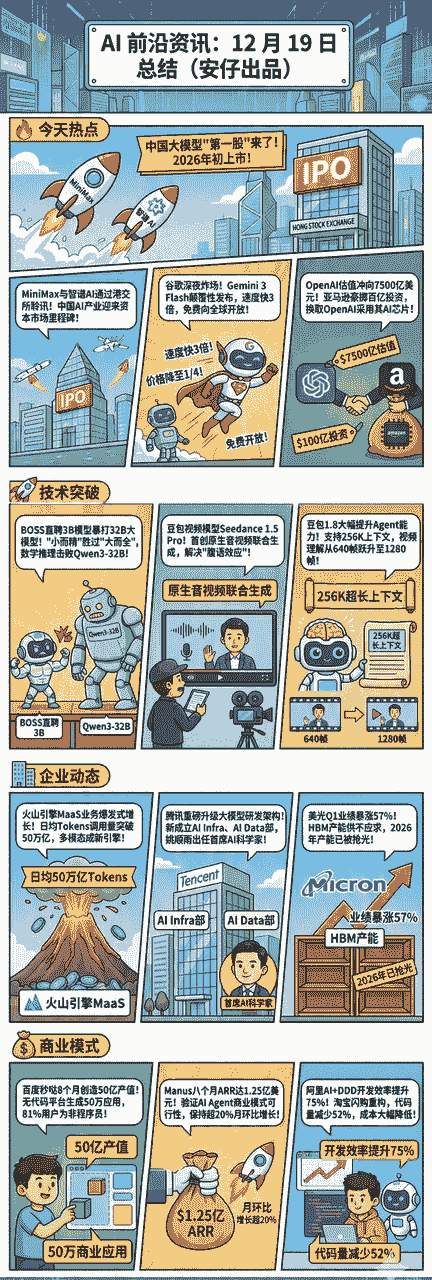 AI 前沿资讯：12 月 19 日
总结（安仔出品）
今天热点
中国大模型"第一股"来了！
2026年初上市！
MiniMax
智谱AI
IPO
HONG STOCK EXCHANGE
MiniMax与智谱AI通过港交
所聆讯！中国AI产业迎来资
本市场里程碑！
IPO
谷歌深夜炸场！Gemini 3
Flash颠覆性发布，速度快3
倍，免费向全球开放！
速度快3倍！
价格降至1/4！
免费开放！
OpenAI估值冲向7500亿美
元！亚马逊豪掷百亿投资，
换取OpenAI采用其AI芯片！
$7500亿估值
a
$100亿投资
amazon
技术突破
BOSS直聘3B模型暴打32B大
模型！"小而精"胜过"大而全"，
数学推理击败Qwen3-32B！
Qwen3-32B
BOSS直聘
3B
Qwen3-32B
豆包视频模型Seedance 1.5
Pro！首创原生音视频联合生
成，解决"腹语效应"！
原生音视频联合生成
豆包1.8大幅提升Agent能
力！支持256K上下文，视频
理解从640帧跃升至1280
帧！
256K超长上下文
256K超
长上下文
640帧
1280帧
企业动态
火山引擎MaaS业务爆发式增
长！日均Tokens调用量突破
50万亿，多模态成新引擎！
日均50万亿Tokens
火山引擎MaaS
腾讯重磅升级大模型研发架构！
新成立AI Infra、AI Data部，
姚顺雨出任首席AI科学家！
Tencent
AI Infra部
AI Data部
首席AI科学家
美光Q1业绩暴涨57%！
HBM产能供不应求，2026
年产能已被抢光！
Micron
业绩暴涨57%
HBM产能
2026年已抢光
商业模式
百度秒哒8个月创造50亿产值！
无代码平台生成50万应用，
81%用户为非程序员！
50亿产值
50万商业应用
Manus八个月ARR达1.25亿美
元！验证AI Agent商业模式可
行性，保持超20%月环比增长！
$1.25亿
ARR
月环比
增长超20%
阿里AI+DDD开发效率提升
75%！淘宝闪购重构，代码
量减少52%，成本大幅降低！
开发效率提升75%
代码量减少52%